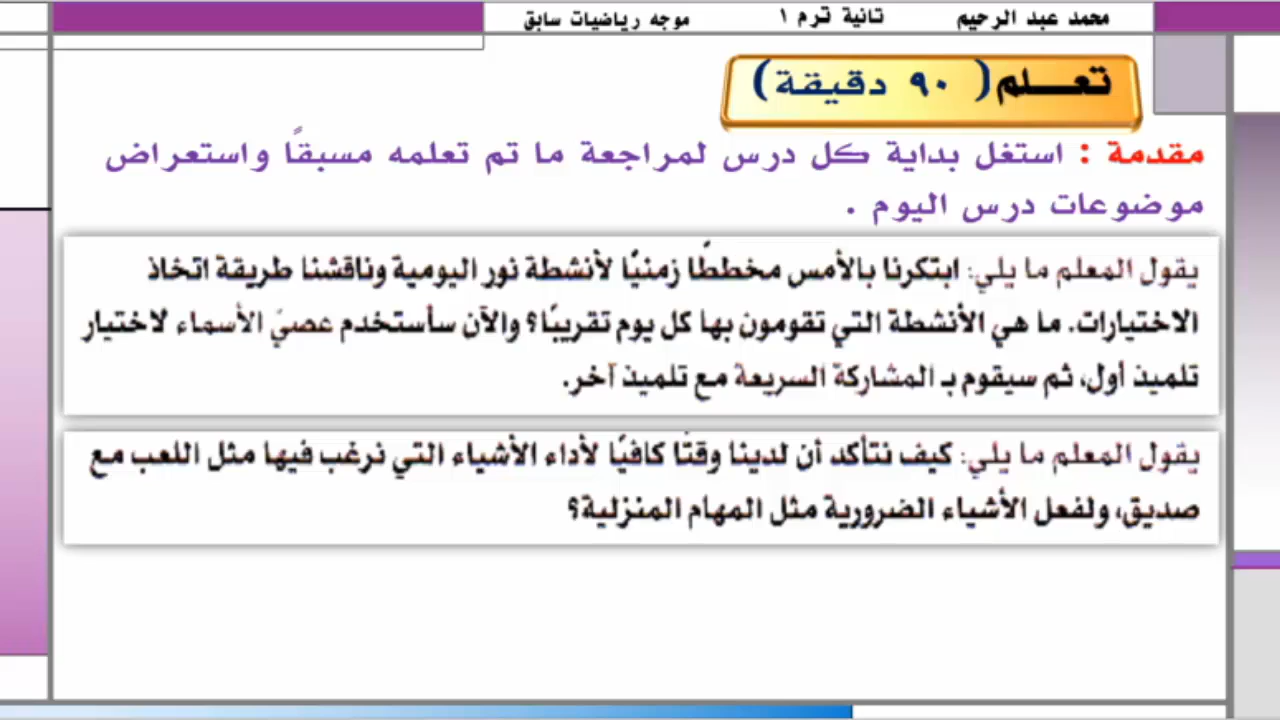 محمد عبد الرحيم ثانية ترم ١ موجه رياضيات سابق
تعلم ( ٩٠ دقيقة)
مقدمة : استغل بداية كل درس لمراجعة ما تم تعلمه مسبقاً واستعراض
موضوعات درس اليوم .
يقول المعلم ما يلي: ابتكرنا بالأمس مخططًا زمنيًا لأنشطة نور اليومية وناقشنا طريقة اتخاذ
الاختيارات. ما هي الأنشطة التي تقومون بها كل يوم تقريبًا؟ والآن سأستخدم عصيَ الأسماء لاختيار
تلميذ أول، ثم سيقوم بـ المشاركة السريعة مع تلميذ آخر.
يقول المعلم ما يلي: كيف نتأكد أن لدينا وقتًا كافيًا لأداء الأشياء التي نرغب فيها مثل اللعب مع
صديق، ولفعل الأشياء الضرورية مثل المهام المنزلية؟